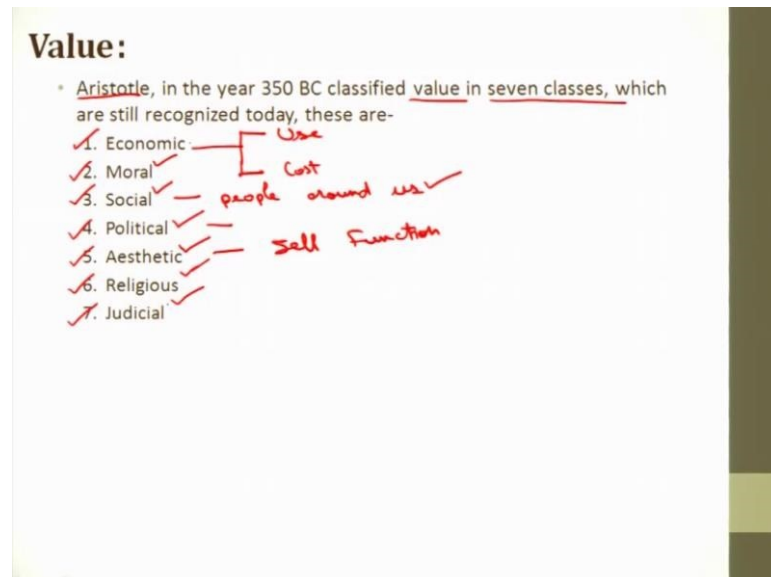 Value:
• Aristotle, in the year 350 BC classified value in seven classes, which
are still recognized today, these are-
1. Economic Use
Cost
2. Moral
3. Social people around us
4. Political
5. Aesthetic Sell Function
6. Religious
7. Judicial